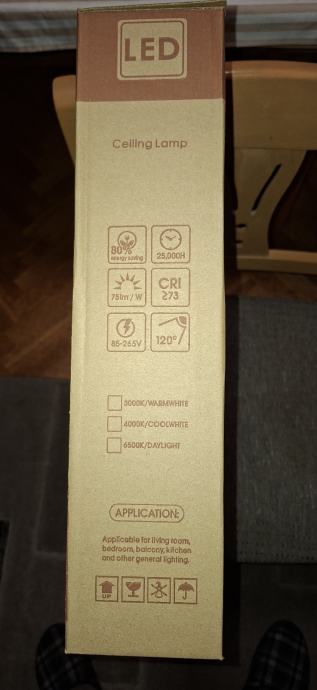 LED
Ceiling Lamp
80%
energy saving
25,000H
75lm/W
CRI
≥73
85-265V
120°
3000K/WARMWHITE
4000K/COOLWHITE
6500K/DAYLIGHT
APPLICATION:
Applicable for living room,
bedroom, balcony, kitchen
and other general lighting.
UP